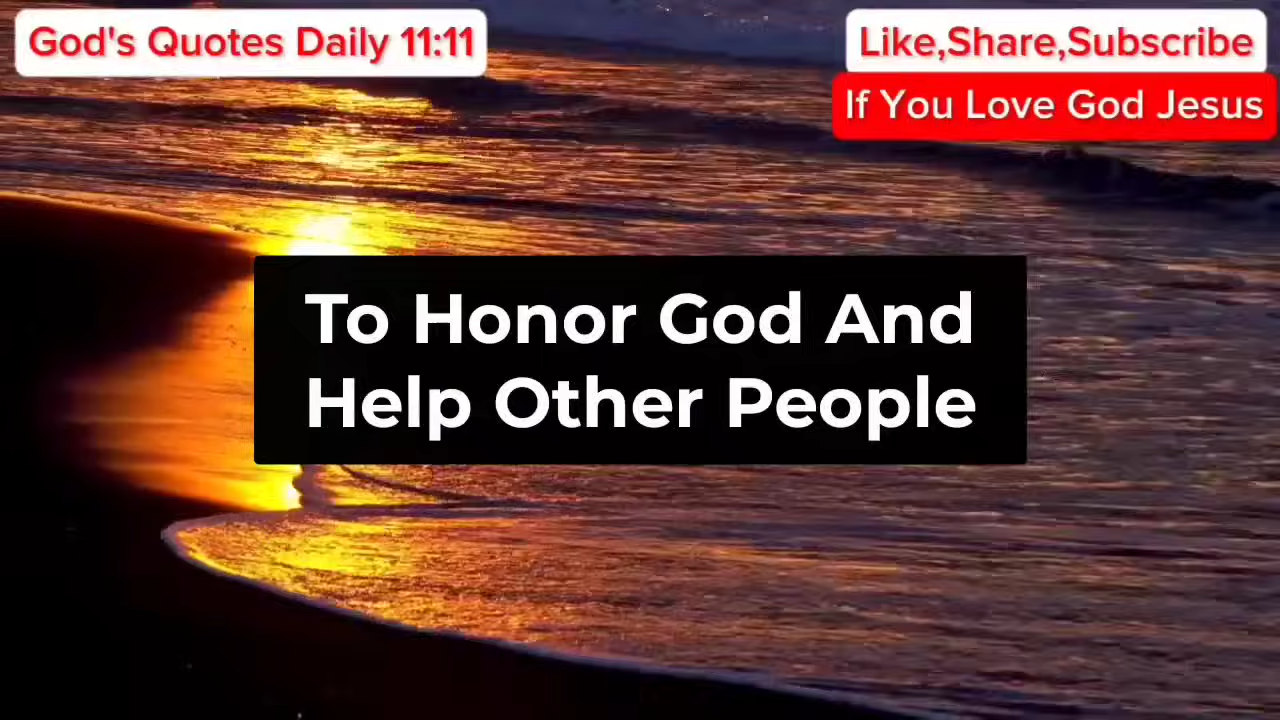 God's Quotes Daily 11:11
Like,Share,Subscribe
If You Love God Jesus
To Honor God And
Help Other People